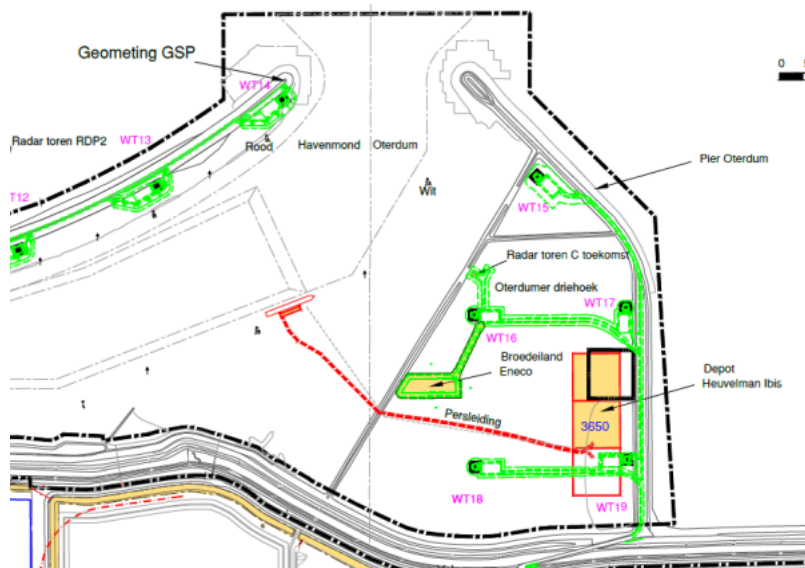 Geometing GSP
0
WT14
Radar toren RDP2
WT13
Rood
Havenmond
Oterdum
Pier Oterdum
Wit
WT15
Radar toren C toekomst
Oterdumer driehoek
WT17
WT16
Broedeiland
Eneco
Depot
Heuvelman Ibis
Persleiding
3650
WT18
WT19